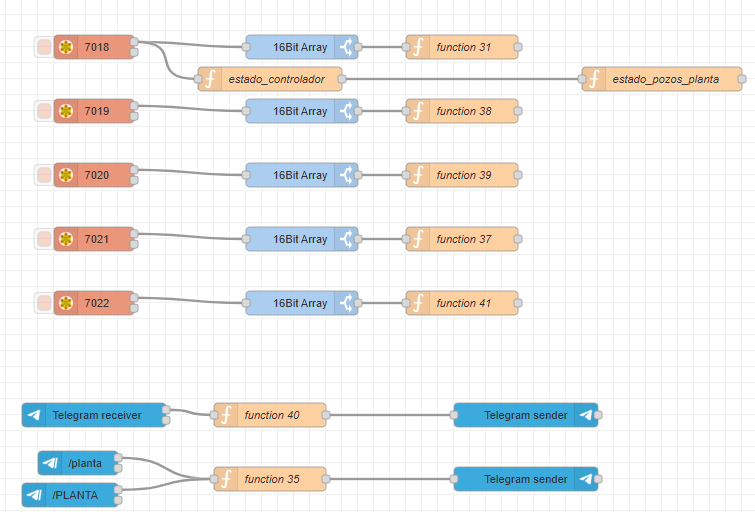 7018
16Bit Array
function 31
estado_controlador
estado_pozos_planta
7019
16Bit Array
function 38
7020
16Bit Array
function 39
7021
16Bit Array
function 37
7022
16Bit Array
function 41
Telegram receiver
function 40
Telegram sender
/planta
function 35
Telegram sender
/PLANTA